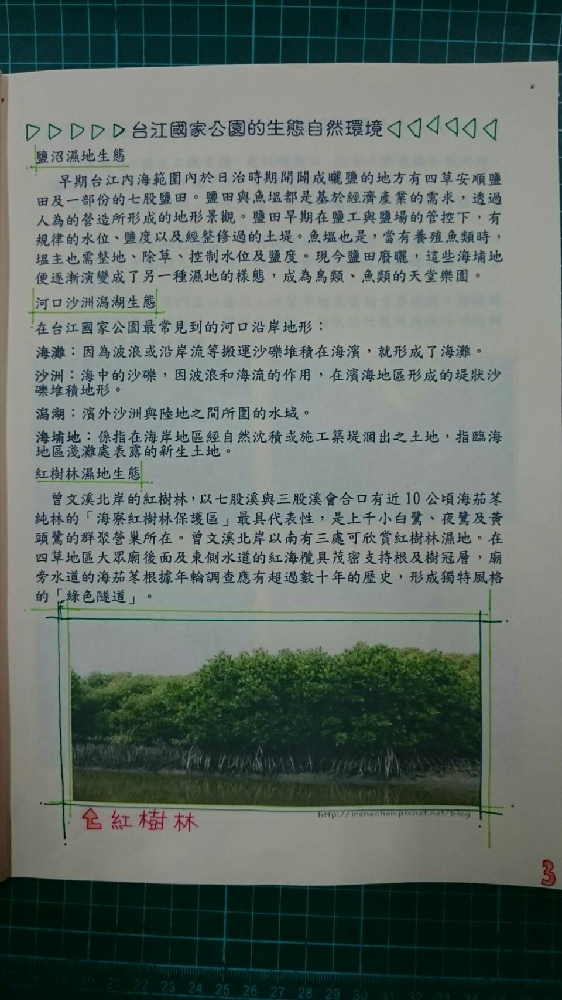 台江國家公園的生態自然環境
鹽沼濕地生態
早期台江內海範圍內於日治時期開闢成曬鹽的地方有四草安順鹽
田及一部份的七股鹽田。鹽田與魚塭都是基於經濟產業的需求，透過
人為的營造所形成的地形景觀。鹽田早期在鹽工與鹽場的管控下，有
規律的水位、鹽度以及經整修過的土堤。魚塭也是，當有養殖魚類時，
塭主也需整地、除草、控制水位及鹽度。現今鹽田廢曬，這些海埔地
便逐漸演變成了另一種濕地的樣態，成為鳥類、魚類的天堂樂園。
河口沙洲潟湖生態
在台江國家公園最常見到的河口沿岸地形：
海灘：因為波浪或沿岸流等搬運沙礫堆積在海濱，就形成了海灘。
沙洲：海中的沙礫，因波浪和海流的作用，在濱海地區形成的堤狀沙
礫堆積地形。
潟湖：濱外沙洲與陸地之間所圍的水域。
海埔地：係指在海岸地區經自然沈積或施工築堤涸出之土地，指臨海
地區淺灘處表露的新生土地。
紅樹林濕地生態
曾文溪北岸的紅樹林，以七股溪與三股溪會合口有近10公頃海茄苳
純林的「海寮紅樹林保護區」最具代表性，是上千小白鷺、夜鷺及黃
頭鷺的群聚營巢所在。曾文溪北岸以南有三處可欣賞紅樹林濕地。在
四草地區大眾廟後面及東側水道的紅海欖具茂密支持根及樹冠層，廟
旁水道的海茄苳根據年輪調查應有超過數十年的歷史，形成獨特風格
的「綠色隧道」。
http://irenechen.pixnet.net/blog
紅樹林
3
17 18 19 20 21 22 23 24 25 26 27 28 29 30 31 32 33